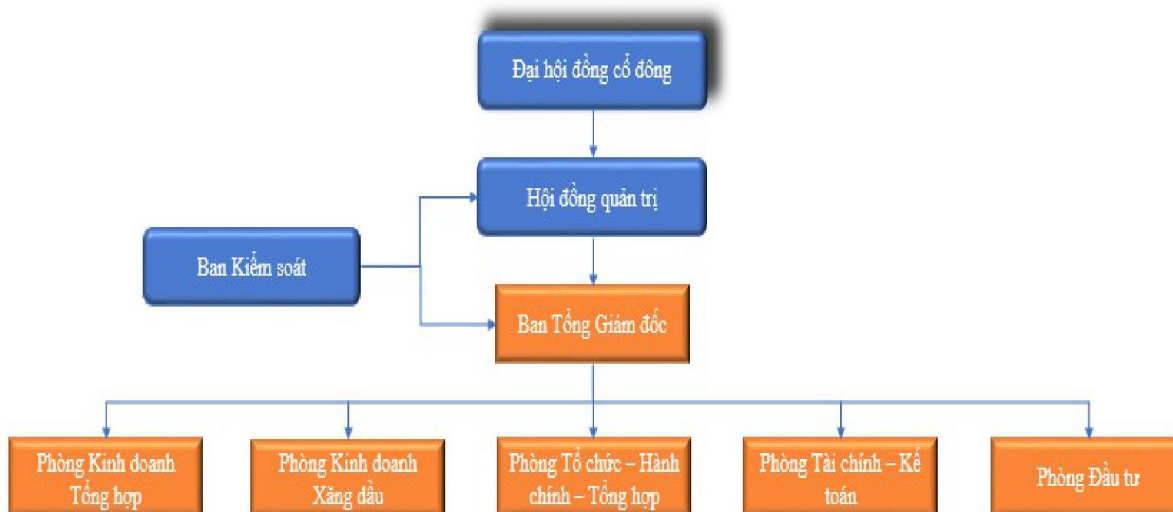 Đại hội đồng cổ đông
Hội đồng quản trị
Ban Kiểm soát
Ban Tổng Giám đốc
Phòng Kinh doanh
Tổng hợp
Phòng Kinh doanh
Xăng dầu
Phòng Tổ chức – Hành
chính – Tổng hợp
Phòng Tài chính – Kế
toán
Phòng Đầu tư